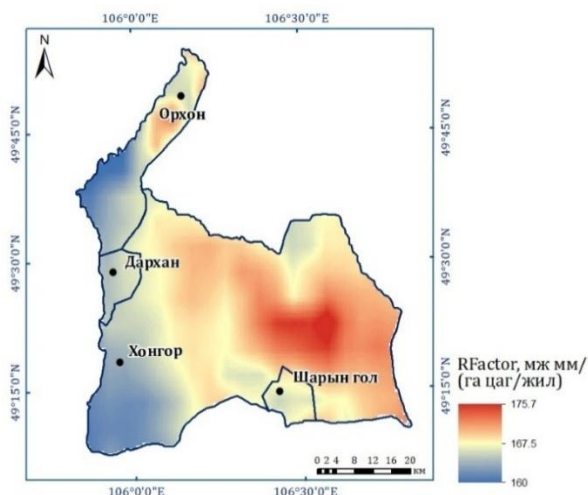 106°0'0"E 106°30'0"E
N
Орхон
49°45'0"N 49°45'0"N
49°30'0"N 49°30'0"N
Дархан
Хонгор
RFactor, мж мм/
(га цаг/жил)
Шарын гол
49°15'0"N 49°15'0"N
175.7
167.5
160
0 2 4 8 12 16 20
км
106°0'0"E 106°30'0"E